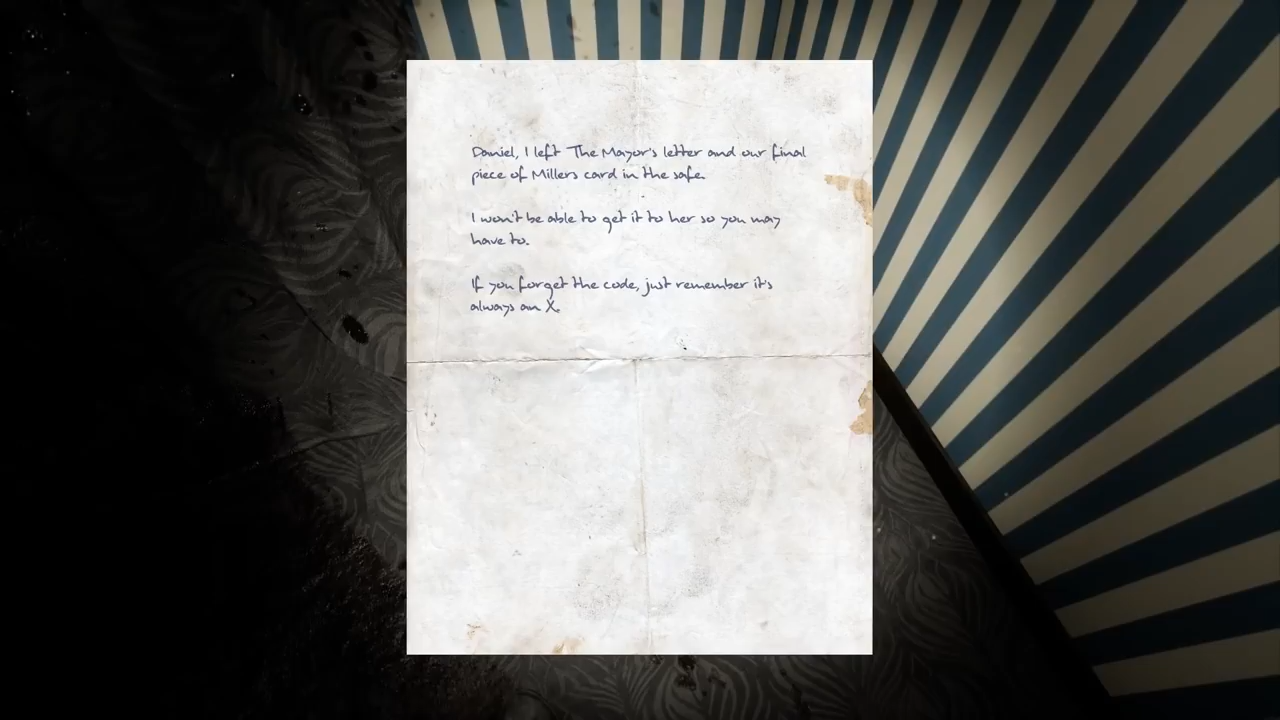 Daniel, I left The Mayor's letter and our final
piece of Millers card in the safe.
I won't be able to get it to her so you may
have to.
If you forget the code, just remember it's
always an X.